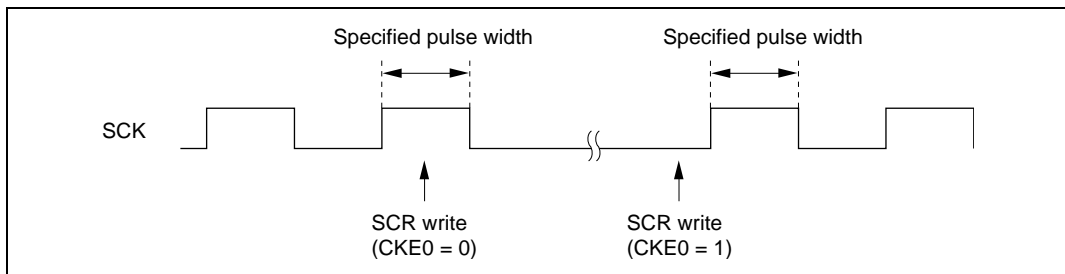 Specified pulse width
Specified pulse width
SCK
SCR write
(CKE0 = 0)
SCR write
(CKE0 = 1)